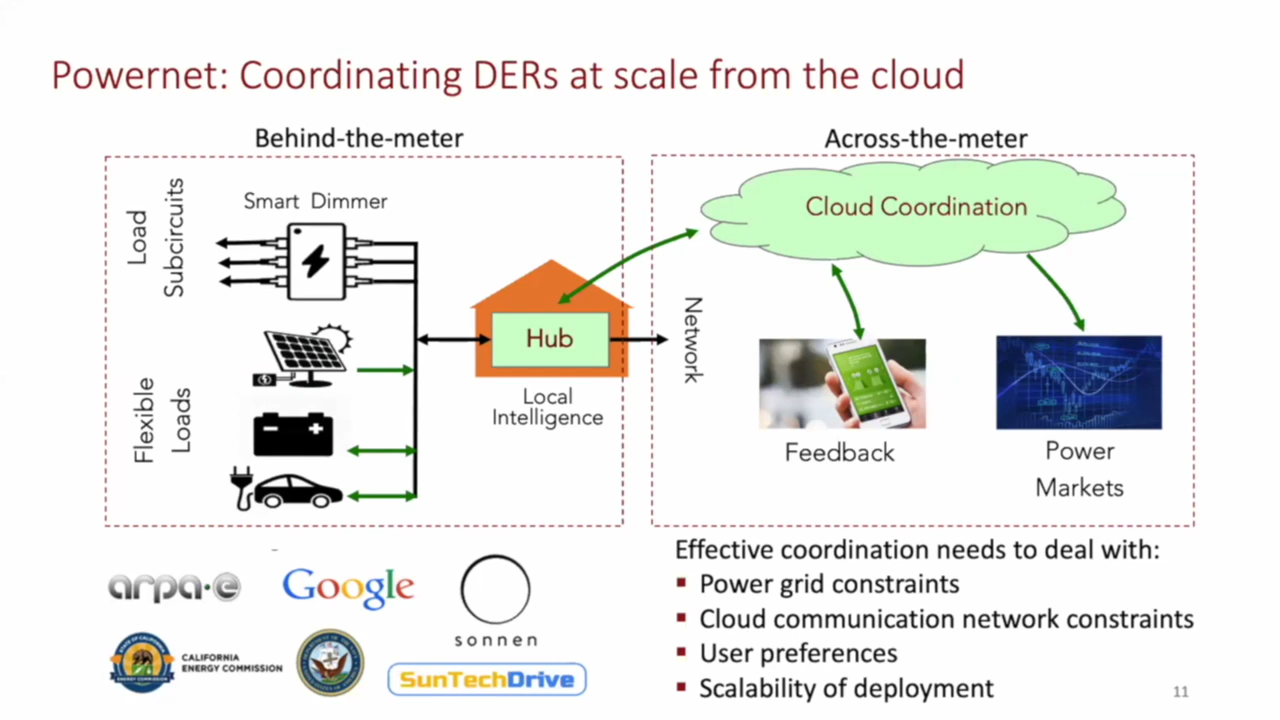 Powernet: Coordinating DERs at scale from the cloud
Behind-the-meter
Across-the-meter
Load
Subcircuits
Smart Dimmer
Cloud Coordination
Hub
Network
Local
Intelligence
Flexible
Loads
Feedback
Power
Markets
Effective coordination needs to deal with:
▪ Power grid constraints
▪ Cloud communication network constraints
▪ User preferences
▪ Scalability of deployment
arpa·e
Google
sonnen
CALIFORNIA
ENERGY COMMISSION
SunTechDrive
11